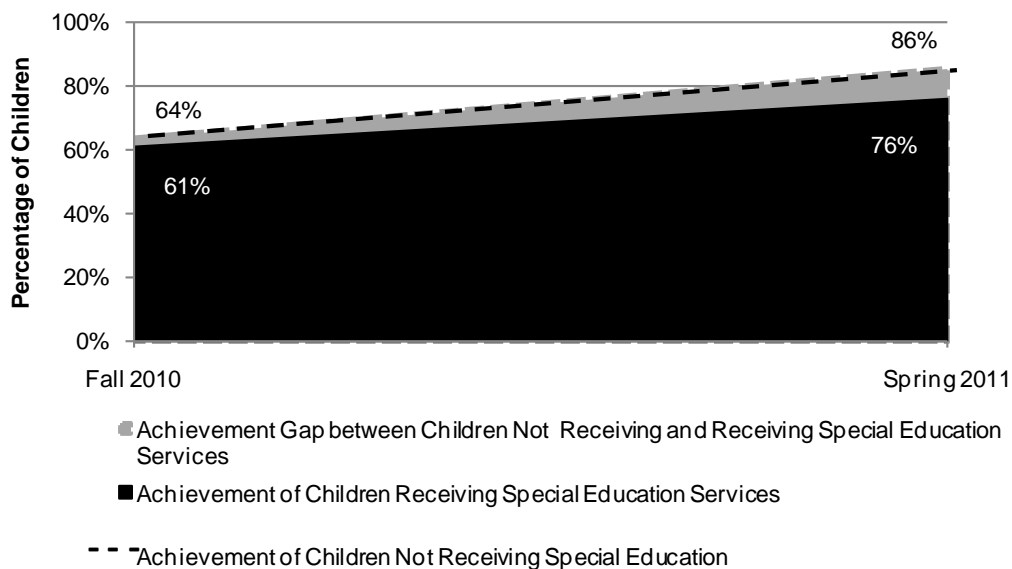 100%
86%
80%
64%
60%
76%
61%
40%
20%
0%
Percentage of Children
Fall 2010
Spring 2011
Achievement Gap between Children Not Receiving and Receiving Special Education
Services
Achievement of Children Receiving Special Education Services
Achievement of Children Not Receiving Special Education